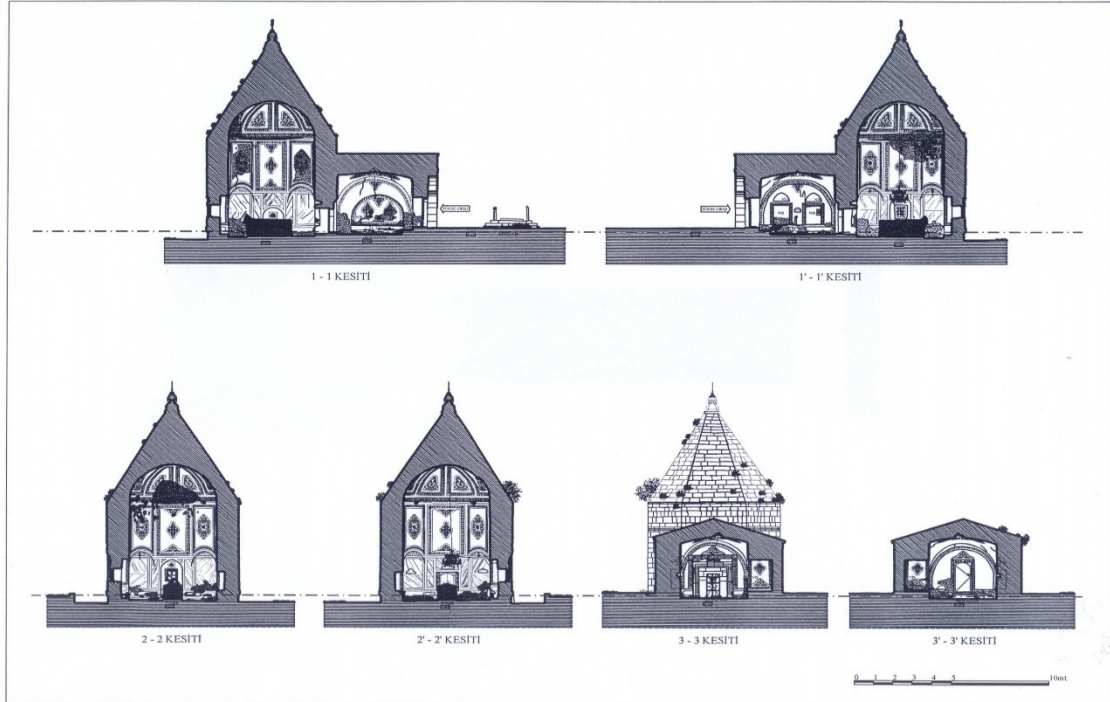 1 - 1 KESİTİ
1' - 1' KESİTİ
2 - 2 KESİTİ
2' - 2' KESİTİ
3 - 3 KESİTİ
3' - 3' KESİTİ
0 1 2 3 4 5 10mt.